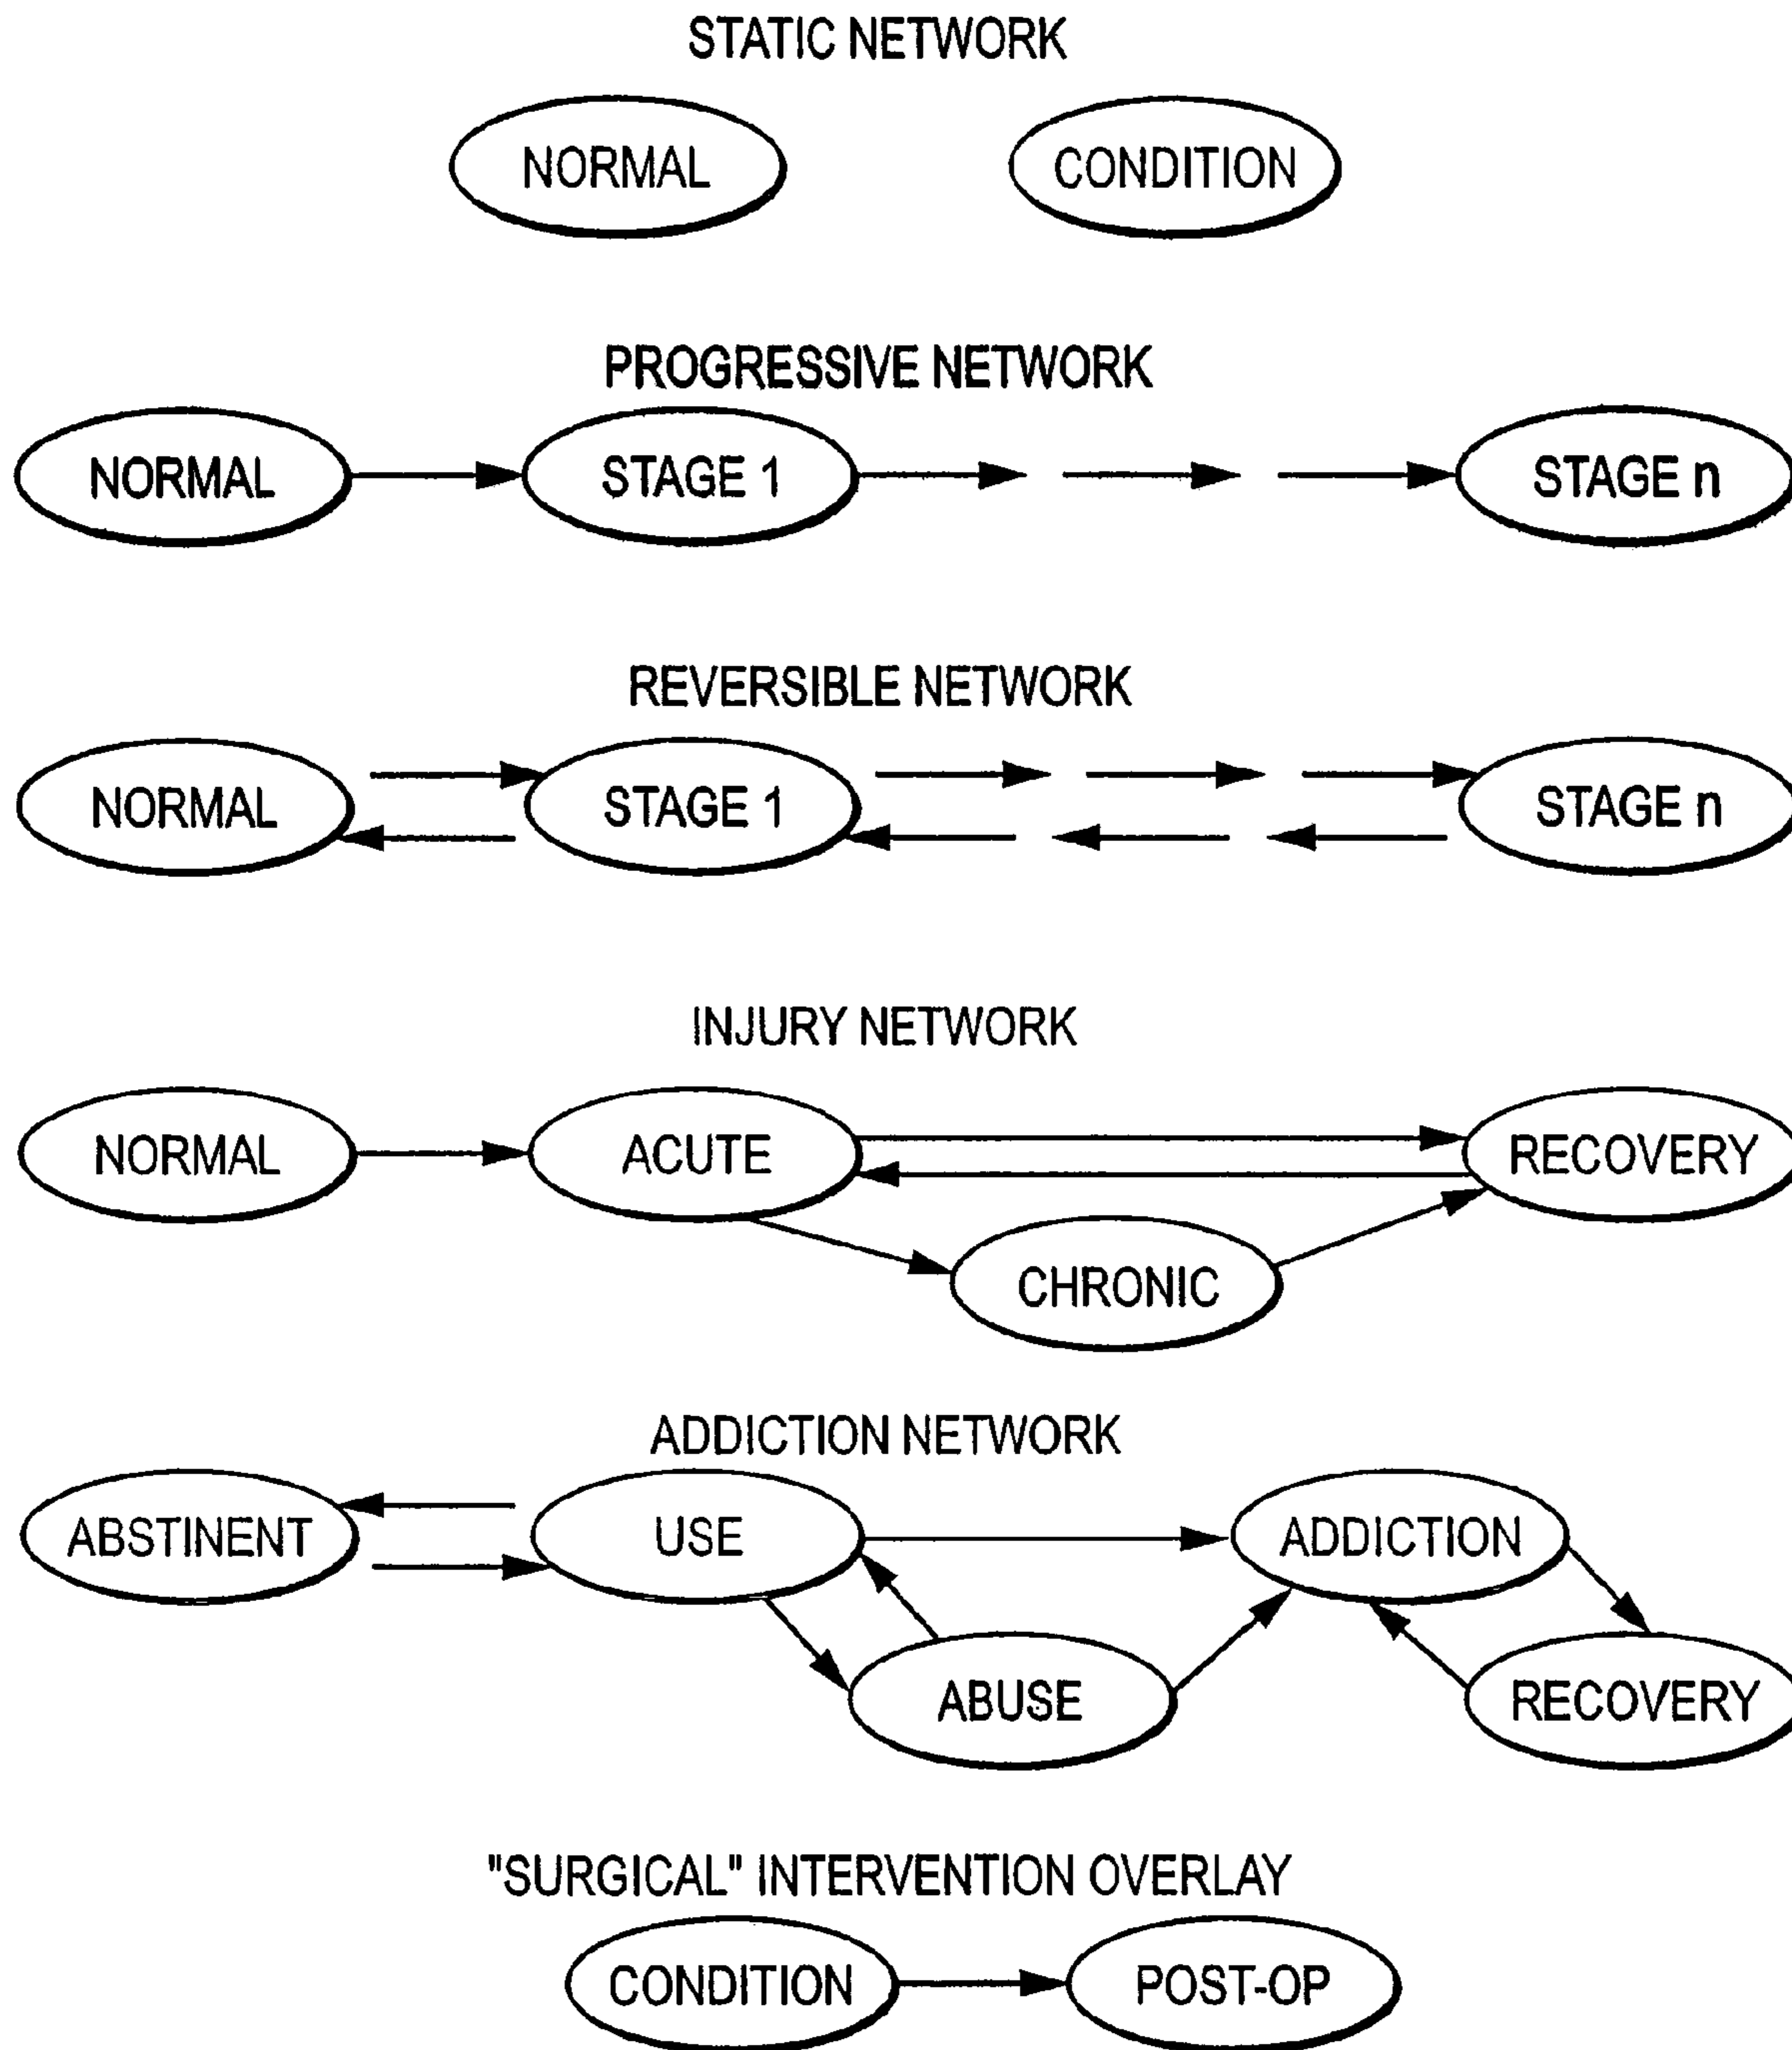 STATIC NETWORK
NORMAL CONDITION
PROGRESSIVE NETWORK
NORMAL STAGE 1 STAGE n
REVERSIBLE NETWORK
NORMAL STAGE 1 STAGE n
INJURY NETWORK
NORMAL ACUTE RECOVERY
CHRONIC
ADDICTION NETWORK
ABSTINENT USE ADDICTION
ABUSE RECOVERY
"SURGICAL" INTERVENTION OVERLAY
CONDITION POST-OP